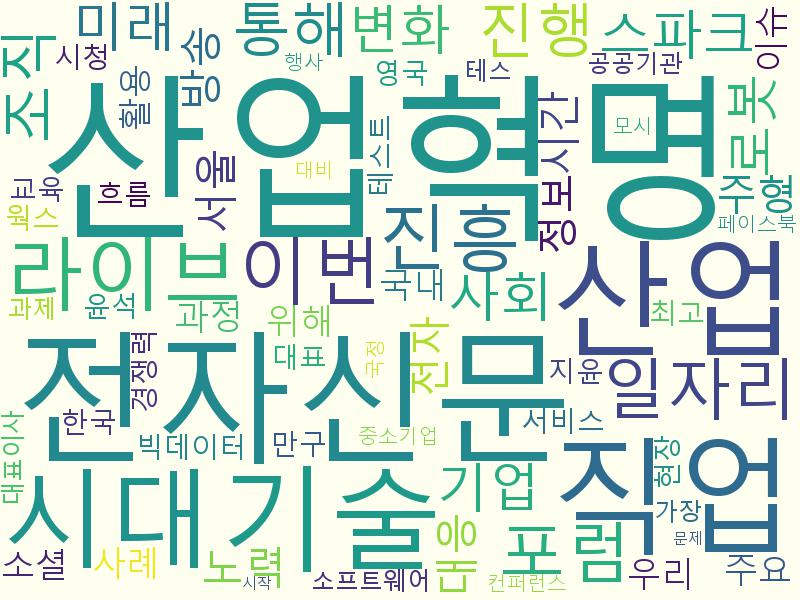 미래
통해
변화
진행
스파크
이슈
조직
시청
방송
행사
영국
테스
공공기관
활용
산업혁명
시간
모시
로봇
교육
흐름
서울
대비
테스트
정보
주형
웍스
페이스북
라이브
이번
진흥
국내
사회
산업
과제
윤석
과정
위해
전자
최고
전자신문
경쟁력
대표
국정
지윤
일자리
한국
빅데이터
만구
중소기업
서비스
대표이사
시대
기술
기업
직업
현장
가장
문제
소셜
사례
노력
시작
소프트웨어
대응
포럼
컨퍼런스
우리
주요